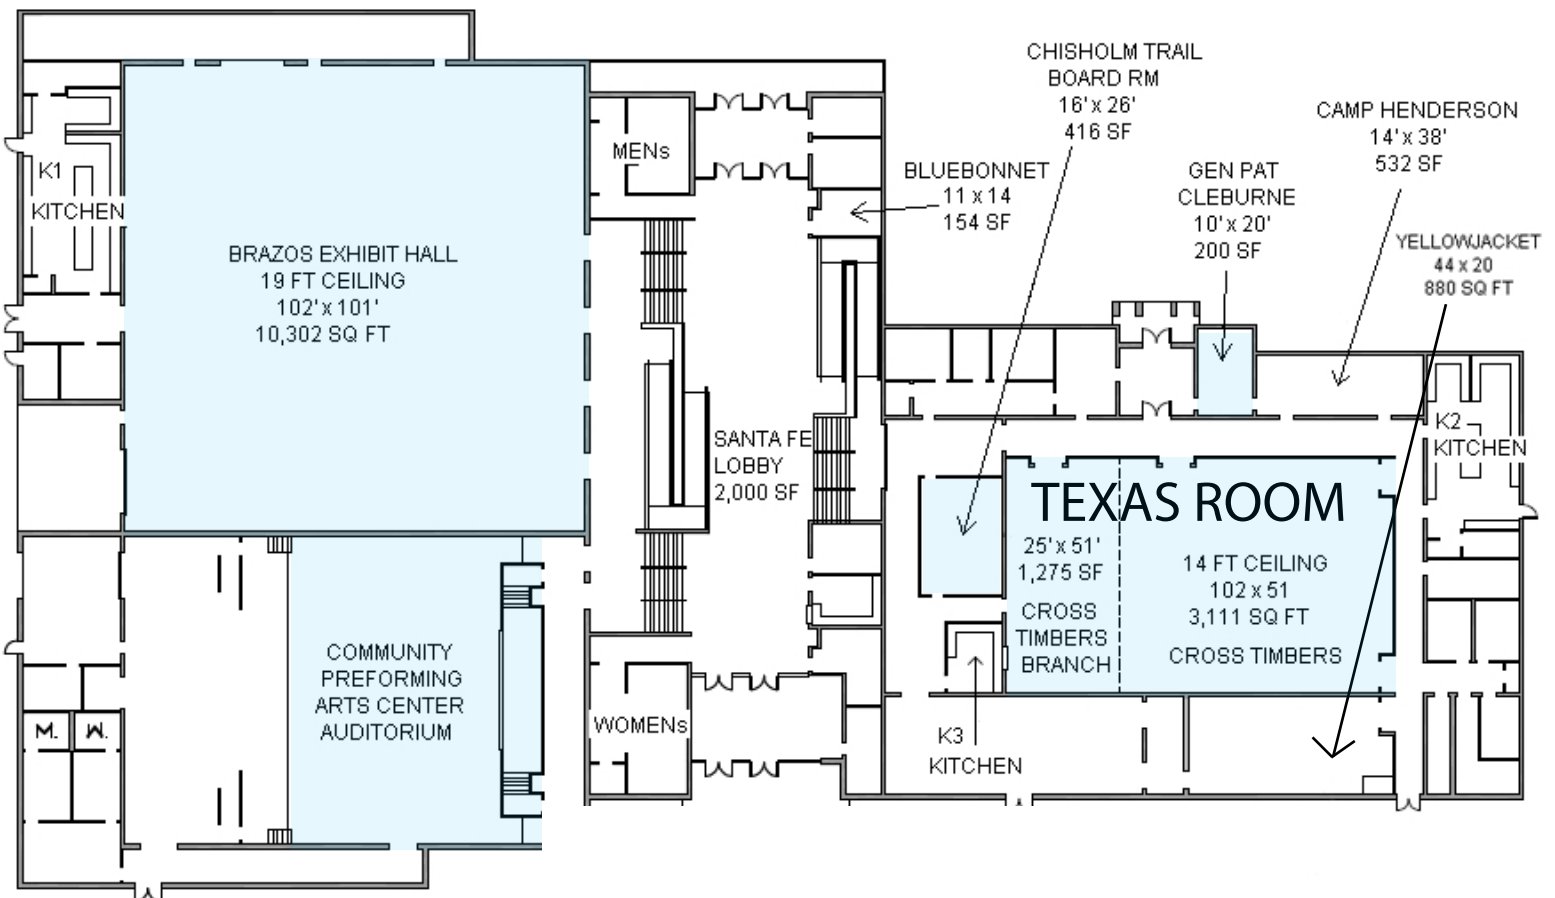 CHISHOLM TRAIL
BOARD RM
16' x 26'
416 SF
CAMP HENDERSON
14' x 38'
532 SF
BLUEBONNET
11 x 14
154 SF
GEN PAT
CLEBURNE
10' x 20'
200 SF
YELLOWJACKET
44 x 20
880 SQ FT
MENs
K1
KITCHEN
BRAZOS EXHIBIT HALL
19 FT CEILING
102' x 101'
10,302 SQ FT
SANTA FE
LOBBY
2,000 SF
K2
KITCHEN
TEXAS ROOM
25' x 51'
1,275 SF
CROSS
TIMBERS
BRANCH
14 FT CEILING
102 x 51
3,111 SQ FT
CROSS TIMBERS
COMMUNITY
PREFORMING
ARTS CENTER
AUDITORIUM
M.
W.
WOMENs
K3
KITCHEN